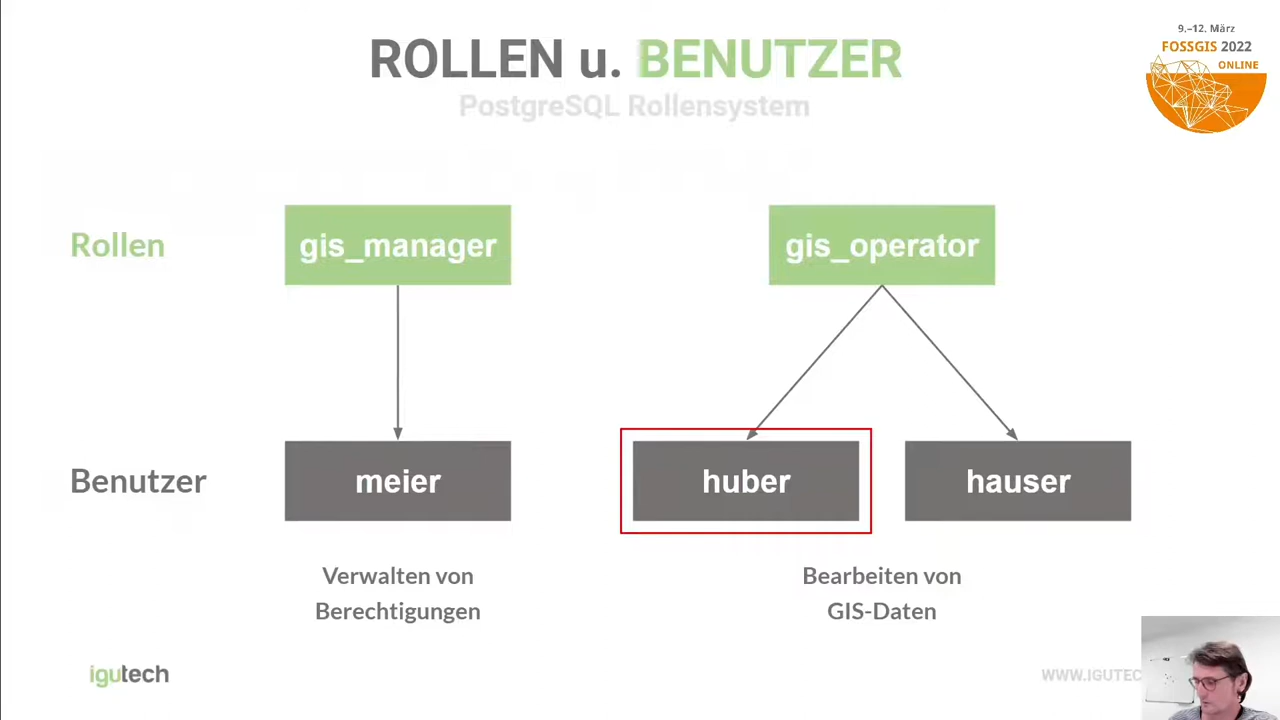 9.–12. März
FOSSGIS 2022
ONLINE
ROLLEN u. BENUTZER
PostgreSQL Rollensystem
Rollen
gis_manager
gis_operator
Benutzer
meier
huber
hauser
Verwalten von
Berechtigungen
Bearbeiten von
GIS-Daten
igutech
WWW.IGUTEC